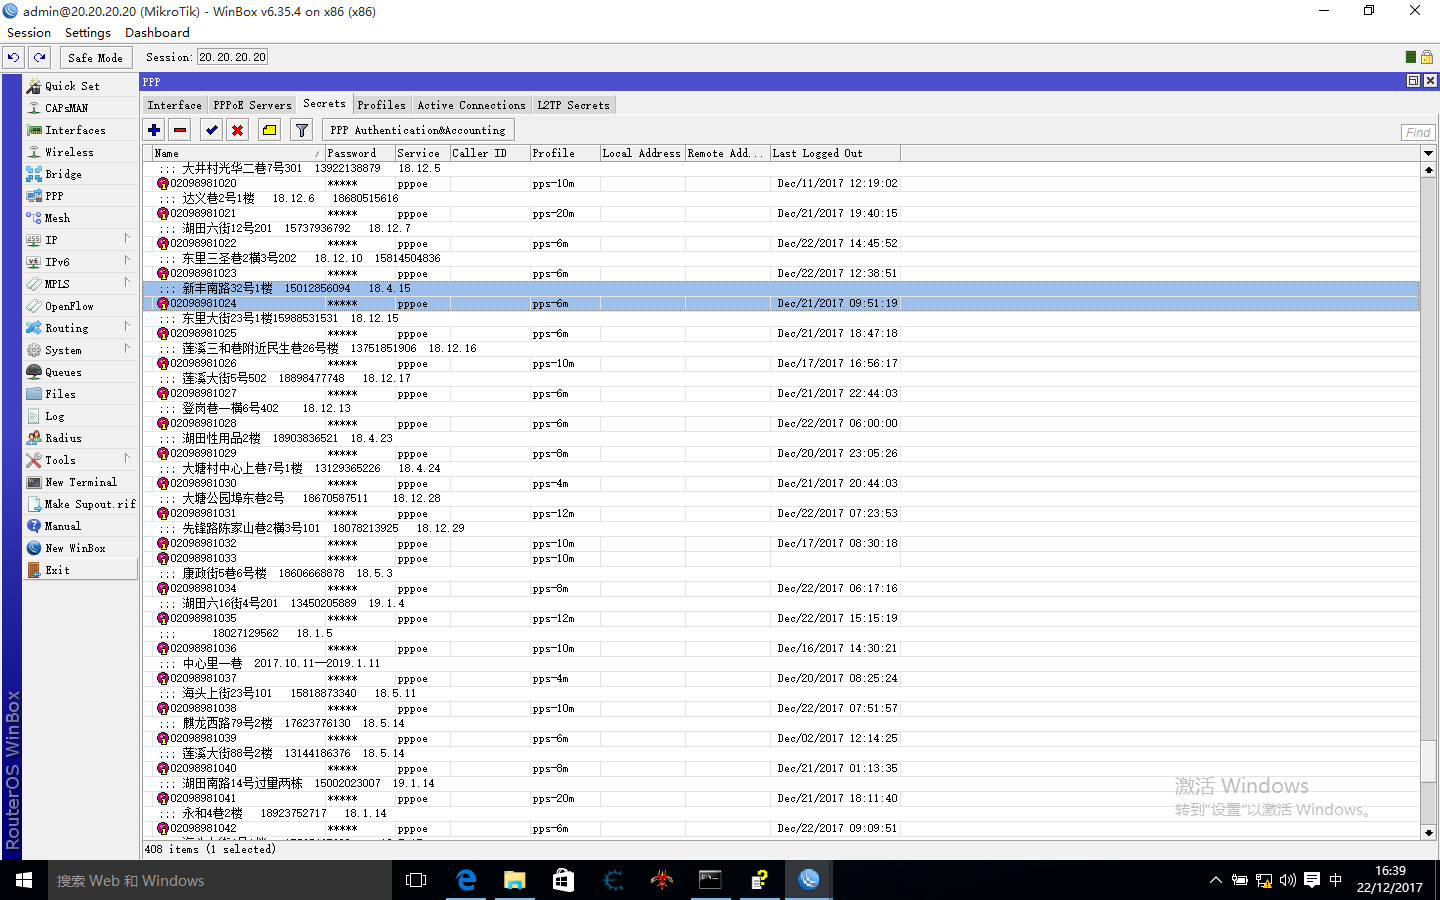 admin@20.20.20.20 (MikroTik) - WinBox v6.35.4 on x86 (x86)
Session Settings Dashboard
Safe Mode Session: 20.20.20.20
PPP
Interface PPPoE Servers Secrets Profiles Active Connections L2TP Secrets
PPP Authentication&Accounting Find
Name Password Service Caller ID Profile Local Address Remote Add... Last Logged Out
;;; 大井村光华二巷7号301 13922138879 18.12.5
02098981020 ***** pppoe pps-10m Dec/11/2017 12:19:02
;;; 达义巷2号1楼 18.12.6 18680515616
02098981021 ***** pppoe pps-20m Dec/21/2017 19:40:15
;;; 湖田六街12号201 15737936792 18.12.7
02098981022 ***** pppoe pps-6m Dec/22/2017 14:45:52
;;; 东里三圣巷2横3号202 18.12.10 15814504836
02098981023 ***** pppoe pps-6m Dec/22/2017 12:38:51
;;; 新丰南路32号1楼 15012856094 18.4.15
02098981024 ***** pppoe pps-6m Dec/21/2017 09:51:19
;;; 东里大街23号1楼15988531531 18.12.15
02098981025 ***** pppoe pps-6m Dec/21/2017 18:47:18
;;; 莲溪三和巷附近民生巷26号楼 13751851906 18.12.16
02098981026 ***** pppoe pps-10m Dec/17/2017 16:56:17
;;; 莲溪大街5号502 18898477748 18.12.17
02098981027 ***** pppoe pps-6m Dec/21/2017 22:44:03
;;; 登岗巷一横6号402 18.12.13
02098981028 ***** pppoe pps-6m Dec/22/2017 06:00:00
;;; 湖田性用品2楼 18903836521 18.4.23
02098981029 ***** pppoe pps-8m Dec/20/2017 23:05:26
;;; 大塘村中心上巷7号1楼 13129365226 18.4.24
02098981030 ***** pppoe pps-4m Dec/21/2017 20:44:03
;;; 大塘公园埠东巷2号 18670587511 18.12.28
02098981031 ***** pppoe pps-12m Dec/22/2017 07:23:53
;;; 先锋路陈家山巷2横3号101 18078213925 18.12.29
02098981032 ***** pppoe pps-10m Dec/17/2017 08:30:18
02098981033 ***** pppoe pps-10m
;;; 康政街5巷6号楼 18606668878 18.5.3
02098981034 ***** pppoe pps-8m Dec/22/2017 06:17:16
;;; 湖田六16街4号201 13450205889 19.1.4
02098981035 ***** pppoe pps-12m Dec/22/2017 15:15:19
;;; 18027129562 18.1.5
02098981036 ***** pppoe pps-10m Dec/16/2017 14:30:21
;;; 中心里一巷 2017.10.11——2019.1.11
02098981037 ***** pppoe pps-4m Dec/20/2017 08:25:24
;;; 海头上街23号101 15818873340 18.5.11
02098981038 ***** pppoe pps-10m Dec/22/2017 07:51:57
;;; 麒龙西路79号2楼 17623776130 18.5.14
02098981039 ***** pppoe pps-6m Dec/02/2017 12:14:25
;;; 莲溪大街88号2楼 13144186376 18.5.14
02098981040 ***** pppoe pps-8m Dec/21/2017 01:13:35
;;; 湖田南路14号过里两栋 15002023007 19.1.14
02098981041 ***** pppoe pps-20m Dec/21/2017 18:11:40
;;; 永和4巷2楼 18923752717 18.1.14
02098981042 ***** pppoe pps-6m Dec/22/2017 09:09:51
408 items (1 selected)
Quick Set
CAPsMAN
Interfaces
Wireless
Bridge
PPP
Mesh
IP
IPv6
MPLS
OpenFlow
Routing
System
Queues
Files
Log
Radius
Tools
New Terminal
Make Supout.rif
Manual
New WinBox
Exit
RouterOS WinBox
激活 Windows
转到"设置"以激活 Windows。
搜索 Web 和 Windows
中
16:39
22/12/2017